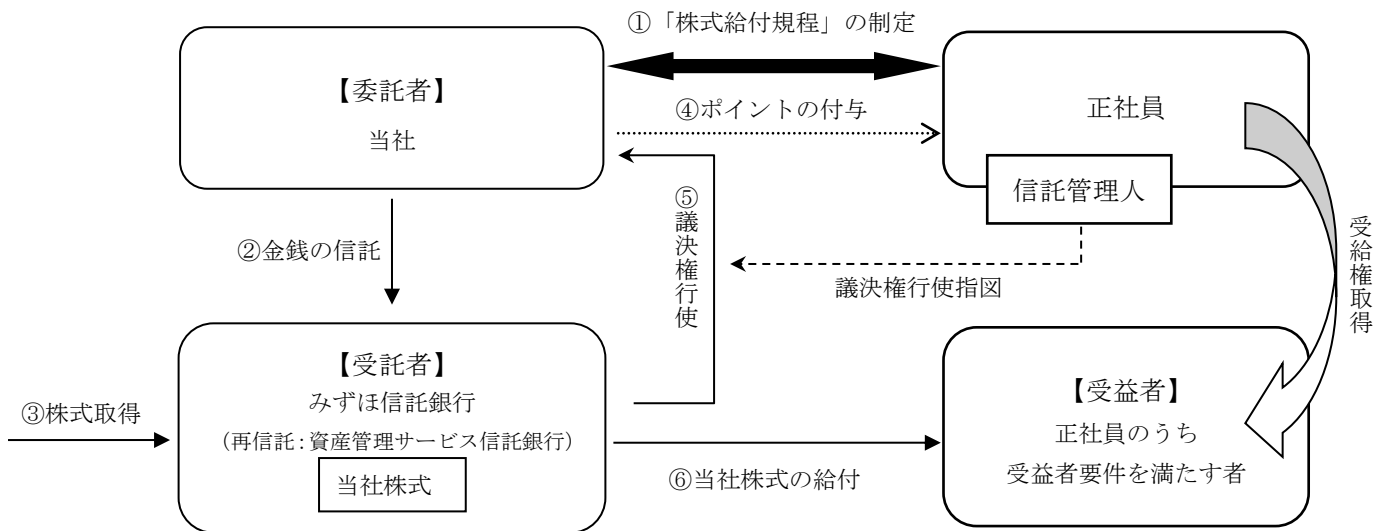 ①「株式給付規程」の制定
【委託者】
当社
④ポイントの付与
正社員
信託管理人
②金銭の信託
⑤議決権行使
議決権行使指図
受給権取得
③株式取得
【受託者】
みずほ信託銀行
(再信託：資産管理サービス信託銀行)
当社株式
⑥当社株式の給付
【受益者】
正社員のうち
受益者要件を満たす者